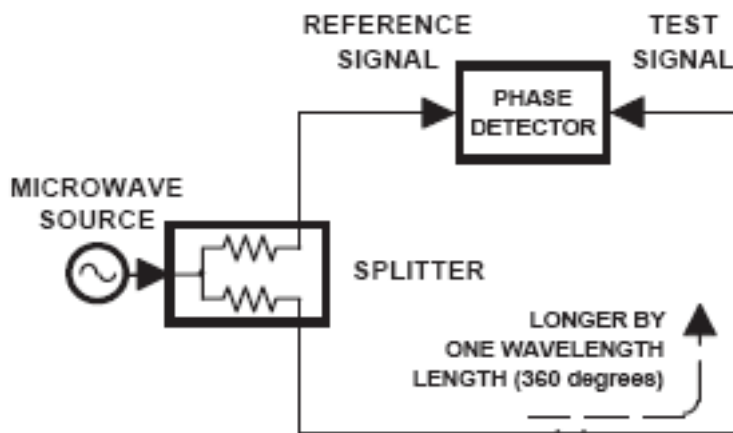 REFERENCE
SIGNAL
TEST
SIGNAL
PHASE
DETECTOR
MICROWAVE
SOURCE
SPLITTER
LONGER BY
ONE WAVELENGTH
LENGTH (360 degrees)